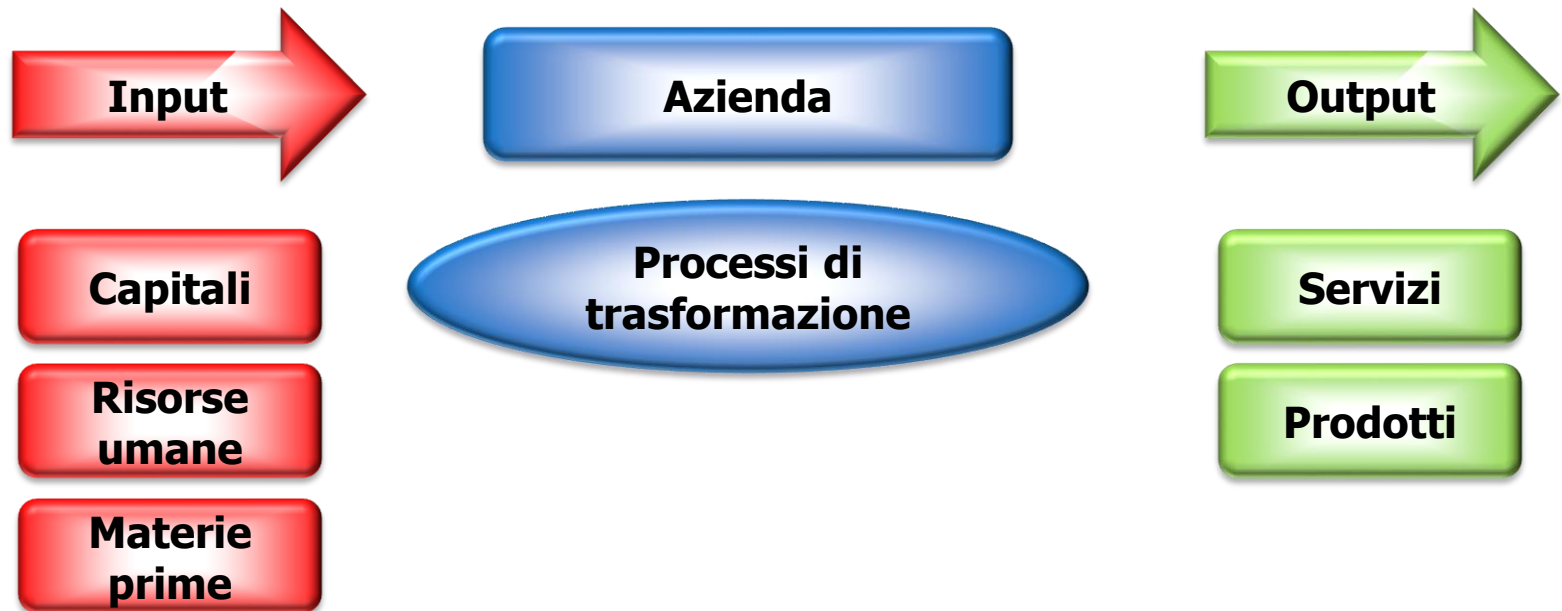 Input
Azienda
Output
Capitali
Processi di
trasformazione
Servizi
Risorse
umane
Prodotti
Materie
prime